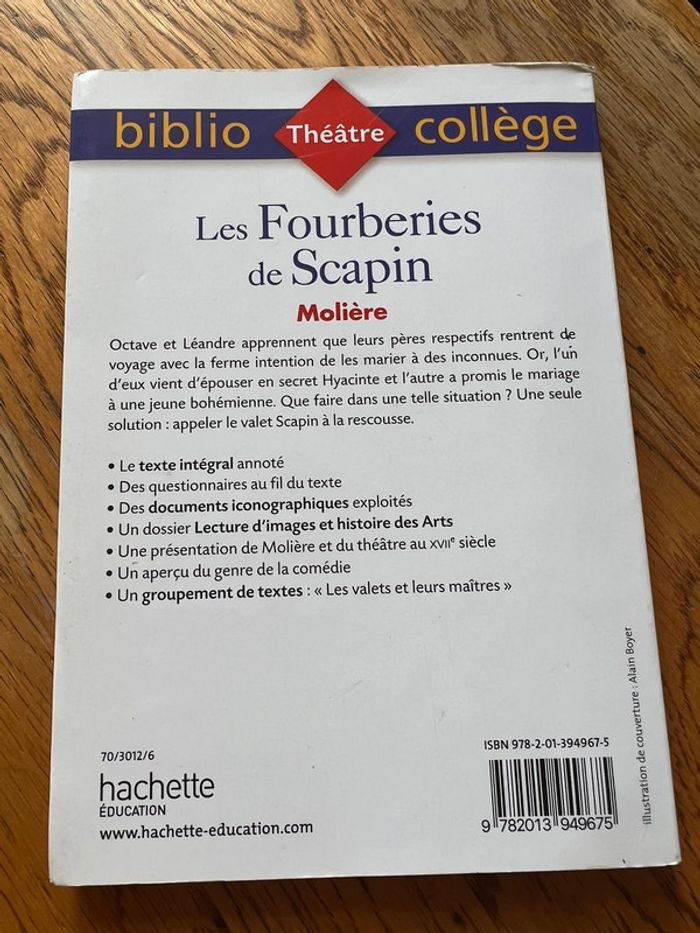 biblio Théâtre collège
Les Fourberies
de Scapin
Molière
Octave et Léandre apprennent que leurs pères respectifs rentrent de
voyage avec la ferme intention de les marier à des inconnues. Or, l'un
d'eux vient d'épouser en secret Hyacinte et l'autre a promis le mariage
à une jeune bohémienne. Que faire dans une telle situation ? Une seule
solution : appeler le valet Scapin à la rescousse.
• Le texte intégral annoté
• Des questionnaires au fil du texte
• Des documents iconographiques exploités
• Un dossier Lecture d'images et histoire des Arts
• Une présentation de Molière et du théâtre au XVIIe siècle
• Un aperçu du genre de la comédie
• Un groupement de textes : « Les valets et leurs maîtres »
illustration de couverture : Alain Boyer
70/3012/6
hachette
ÉDUCATION
www.hachette-education.com
ISBN 978-2-01-394967-5
9 782013 949675